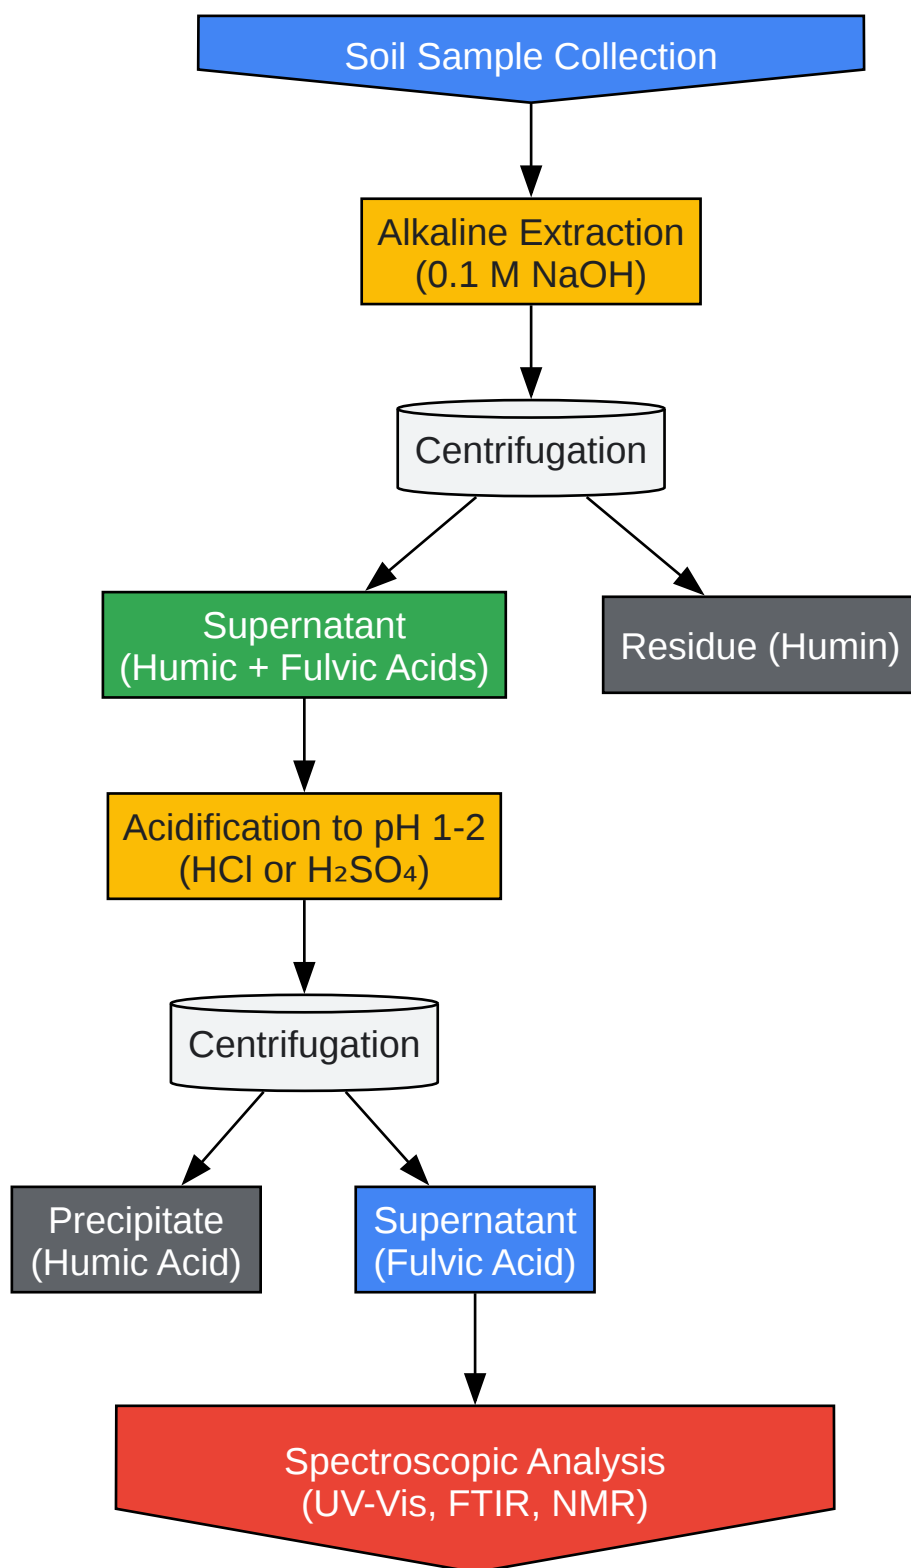 Soil Sample Collection
Alkaline Extraction
(0.1 M NaOH)
Centrifugation
Supernatant
(Humic + Fulvic Acids)
Residue (Humin)
Acidification to pH 1-2
(HCl or H₂SO₄)
Centrifugation
Precipitate
(Humic Acid)
Supernatant
(Fulvic Acid)
Spectroscopic Analysis
(UV-Vis, FTIR, NMR)